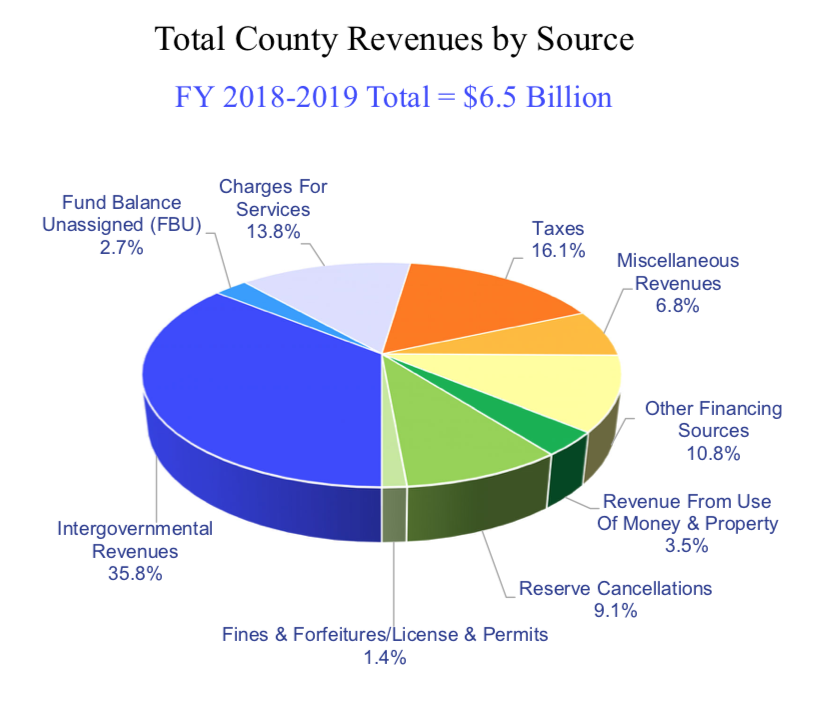 Total County Revenues by Source
FY 2018-2019 Total = $6.5 Billion
Fund Balance
Unassigned (FBU)
2.7%
Charges For
Services
13.8%
Taxes
16.1%
Miscellaneous
Revenues
6.8%
Other Financing
Sources
10.8%
Revenue From Use
Of Money & Property
3.5%
Reserve Cancellations
9.1%
Fines & Forfeitures/License & Permits
1.4%
Intergovernmental
Revenues
35.8%